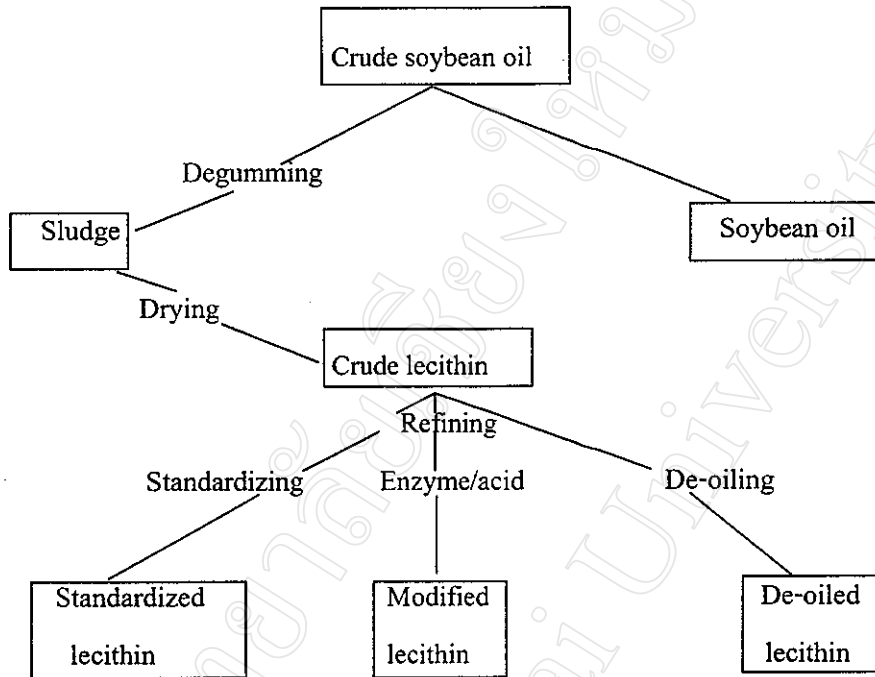 Crude soybean oil
Degumming
Sludge
Soybean oil
Drying
Crude lecithin
Refining
Standardizing
Enzyme/acid
De-oiling
Standardized
lecithin
Modified
lecithin
De-oiled
lecithin